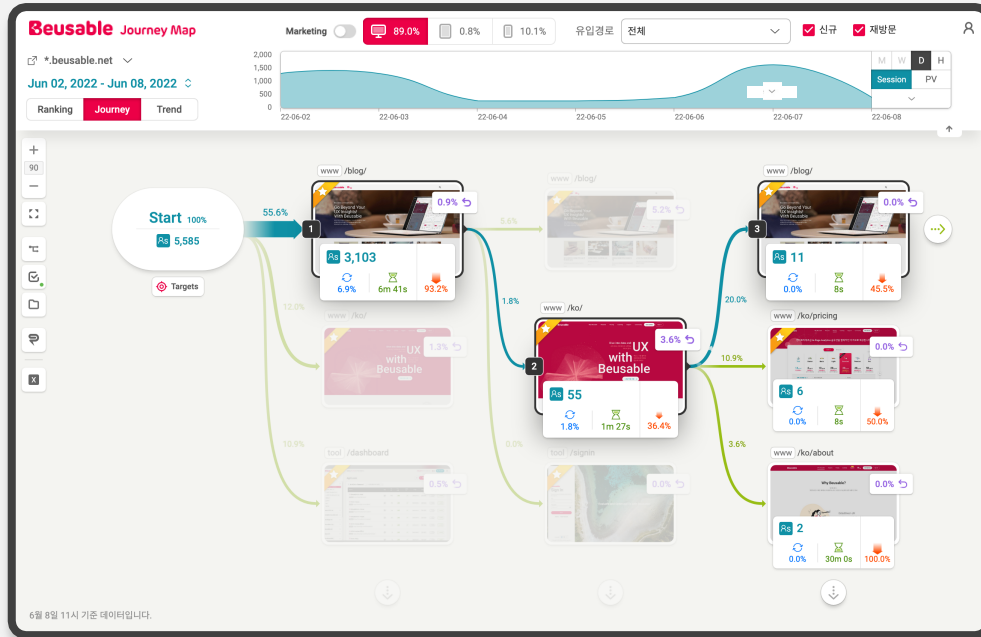 Beusable Journey Map
Marketing
89.0%
0.8%
10.1%
유입경로
전체
신규
재방문
*.beusable.net
Jun 02, 2022 - Jun 08, 2022
Ranking
Journey
Trend
2,000
1,500
1,000
500
0
22-06-02
22-06-03
22-06-04
22-06-05
22-06-06
22-06-07
22-06-08
M W D H
Session PV
90
Start 100%
5,585
Targets
55.6%
12.0%
10.9%
www /blog/
1
0.9%
3,103
6.9%
6m 41s
93.2%
www /ko/
1.3%
tool /dashboard
0.5%
5.6%
1.8%
0.0%
www /blog/
5.2%
www /ko/
2
3.6%
UX
with
Beusable
55
1.8%
1m 27s
36.4%
tool /signin
0.0%
20.0%
10.9%
3.6%
www /blog/
3
0.0%
11
0.0%
8s
45.5%
www /ko/pricing
0.0%
6
0.0%
8s
50.0%
www /ko/about
Why Beusable?
0.0%
2
0.0%
30m 0s
100.0%
6월 8일 11시 기준 데이터입니다.